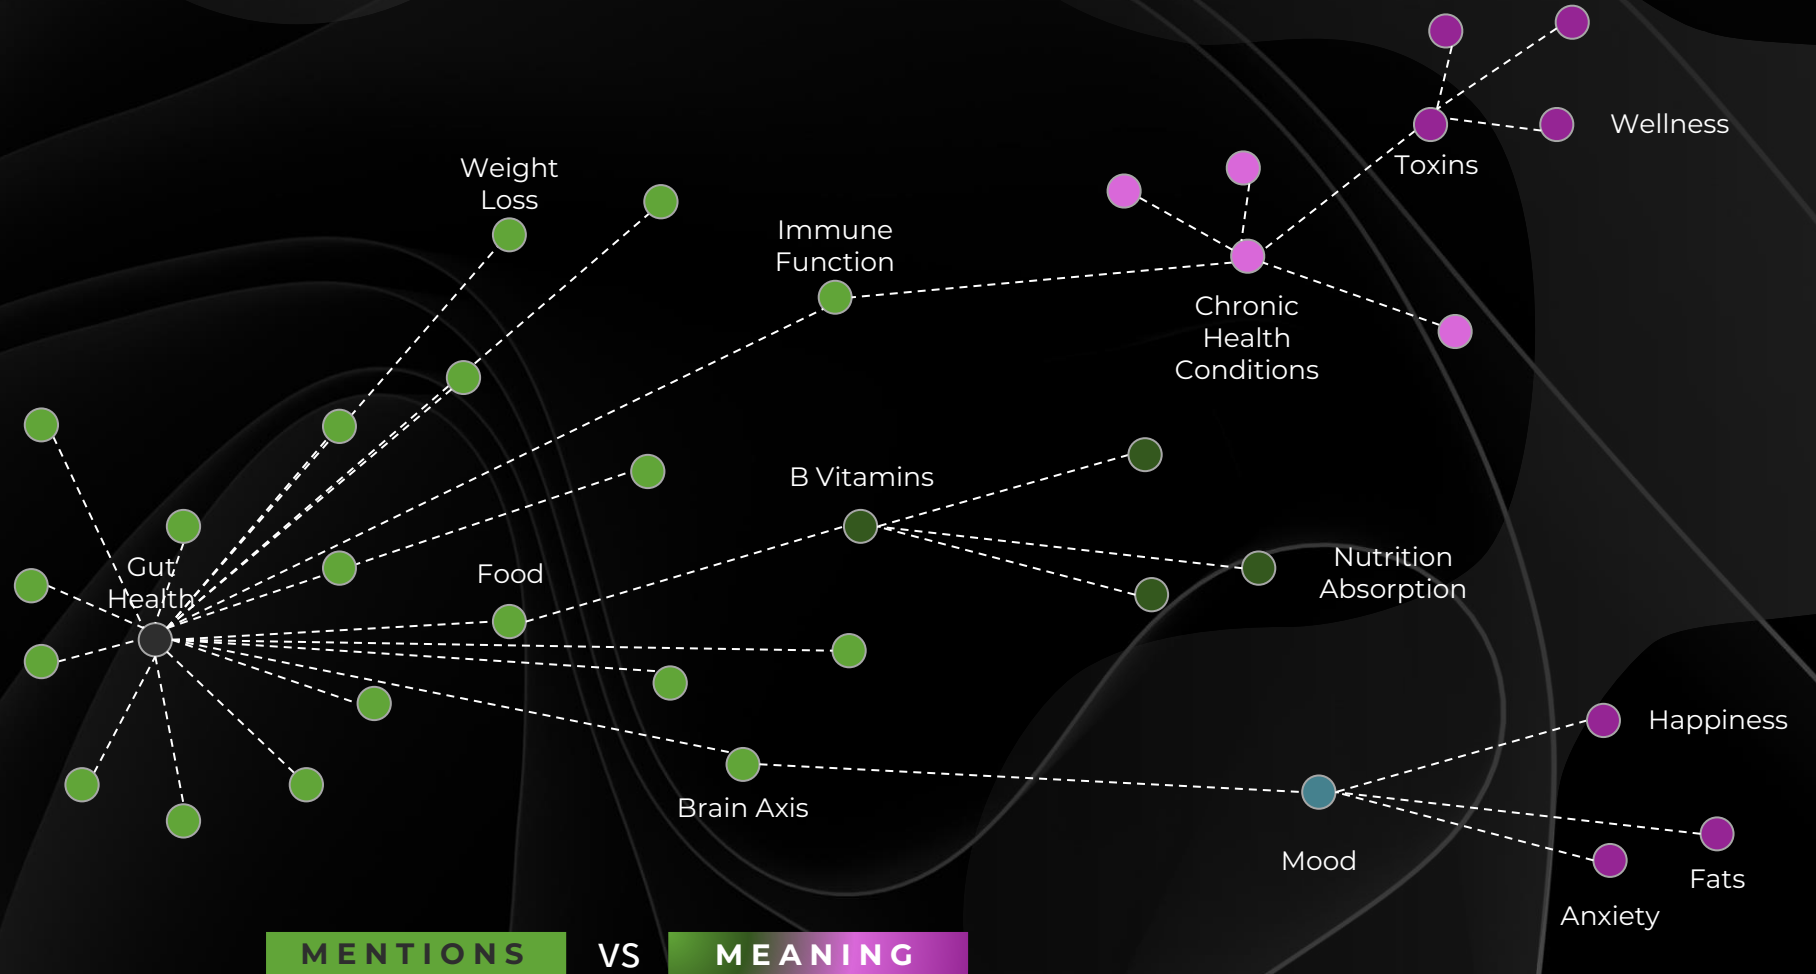 Wellness
Toxins
Weight
Loss
Immune
Function
Chronic
Health
Conditions
B Vitamins
Nutrition
Absorption
Gut
Health
Food
Happiness
Brain Axis
Mood
Fats
Anxiety
MENTIONS VS MEANING